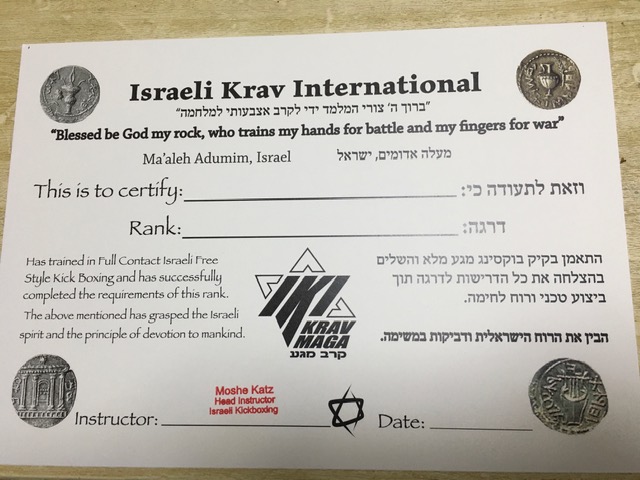 Israeli Krav International
"ברוך ה' צורי המלמד ידי לקרב אצבעותי למלחמה"
"Blessed be God my rock, who trains my hands for battle and my fingers for war"
Ma'aleh Adumim, Israel מעלה אדומים, ישראל
This is to certify: וזאת לתעודה כי:
Rank: דרגה:
Has trained in Full Contact Israeli Free
Style Kick Boxing and has successfully
completed the requirements of this rank.
The above mentioned has grasped the Israeli
spirit and the principle of devotion to mankind.
IKI
KRAV
MAGA
קרב מגע
התאמן בקיק בוקסינג מגע מלא והשלים
בהצלחה את כל הדרישות לדרגה תוך
ביצוע טכני ורוח לחימה.
הבין את הרוח הישראלית ודביקות במשימה.
Moshe Katz
Head Instructor
Israeli Kickboxing
Instructor: Date: